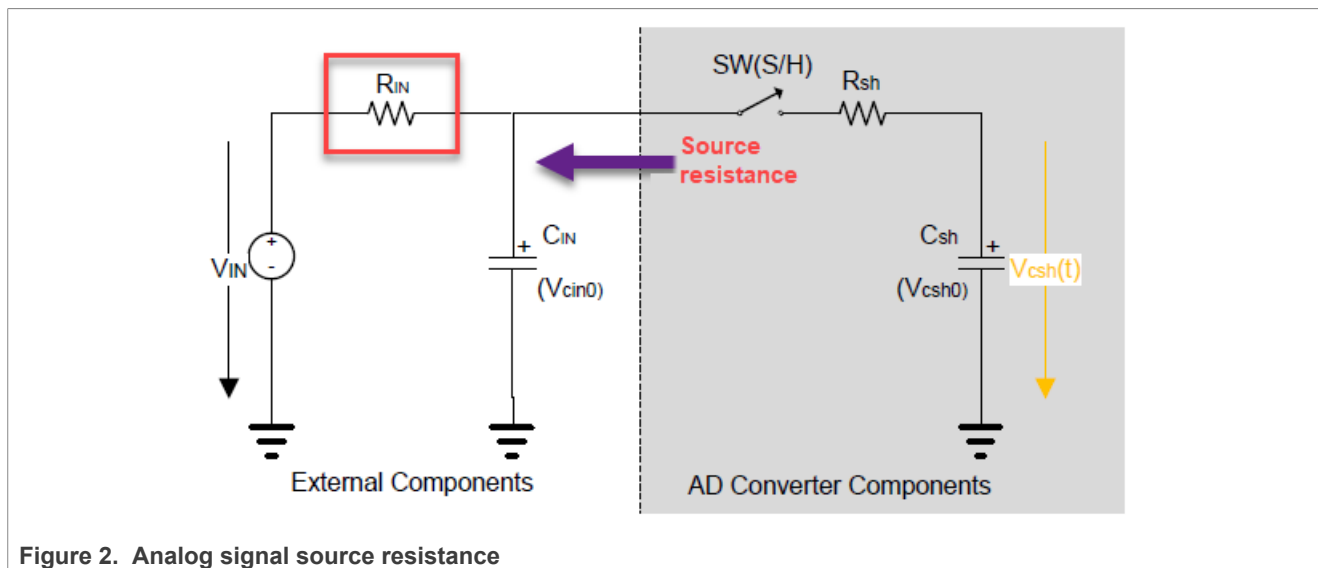 SW(S/H)
RIN
Rsh
Source
resistance
+
-
VIN
+
CIN
(Vcin0)
Csh
+
(Vcsh0)
Vcsh(t)
External Components
AD Converter Components
Figure 2. Analog signal source resistance